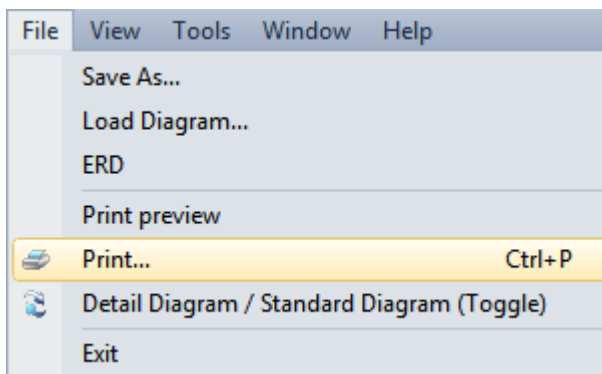 File View Tools Window Help
Save As...
Load Diagram...
ERD
Print preview
Print... Ctrl+P
Detail Diagram / Standard Diagram (Toggle)
Exit